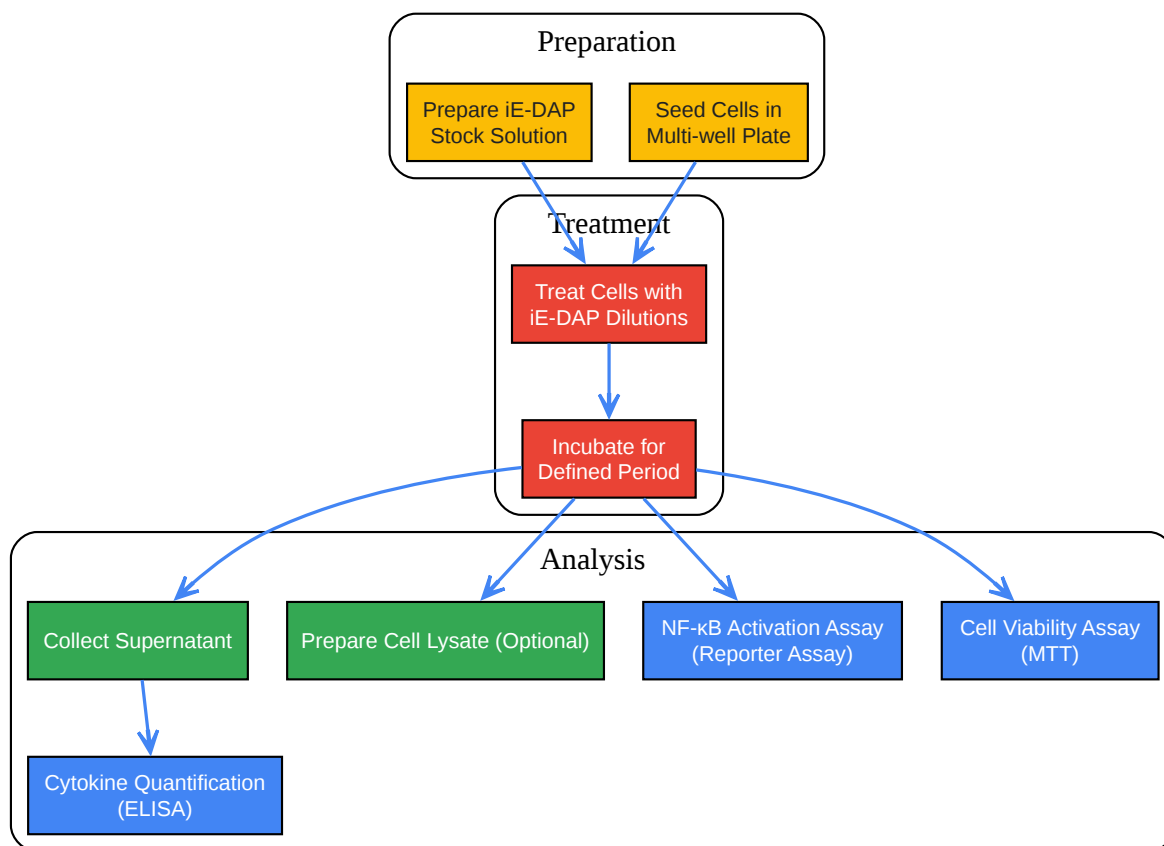 Preparation
Prepare iE-DAP
Stock Solution
Seed Cells in
Multi-well Plate
Treatment
Treat Cells with
iE-DAP Dilutions
Incubate for
Defined Period
Analysis
Collect Supernatant
Prepare Cell Lysate (Optional)
NF-κB Activation Assay
(Reporter Assay)
Cell Viability Assay
(MTT)
Cytokine Quantification
(ELISA)